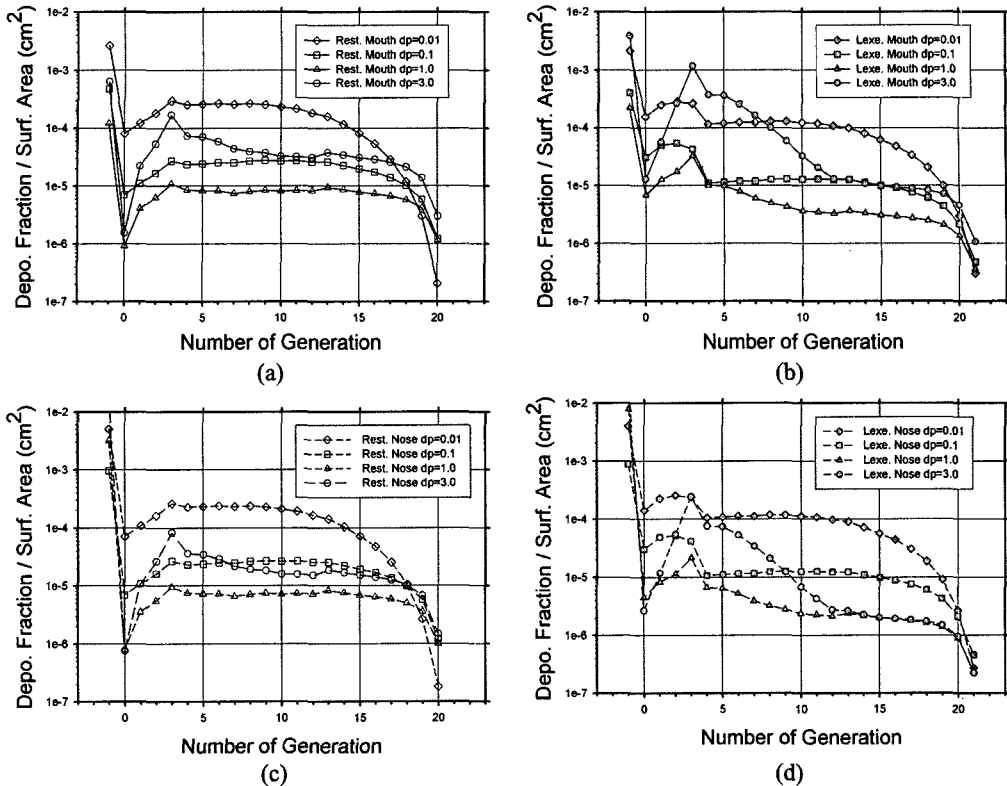 Depo. Fraction / Surf. Area (cm2)
1e-2
1e-3
1e-4
1e-5
1e-6
1e-7
Rest. Mouth dp=0.01
Rest. Mouth dp=0.1
Rest. Mouth dp=1.0
Rest. Mouth dp=3.0
0 5 10 15 20
Number of Generation
(a)
Depo. Fraction / Surf. Area (cm2)
1e-2
1e-3
1e-4
1e-5
1e-6
1e-7
Lexe. Mouth dp=0.01
Lexe. Mouth dp=0.1
Lexe. Mouth dp=1.0
Lexe. Mouth dp=3.0
0 5 10 15 20
Number of Generation
(b)
Depo. Fraction / Surf. Area (cm2)
1e-2
1e-3
1e-4
1e-5
1e-6
1e-7
Rest. Nose dp=0.01
Rest. Nose dp=0.1
Rest. Nose dp=1.0
Rest. Nose dp=3.0
0 5 10 15 20
Number of Generation
(c)
Depo. Fraction / Surf. Area (cm2)
1e-2
1e-3
1e-4
1e-5
1e-6
1e-7
Lexe. Nose dp=0.01
Lexe. Nose dp=0.1
Lexe. Nose dp=1.0
Lexe. Nose dp=3.0
0 5 10 15 20
Number of Generation
(d)